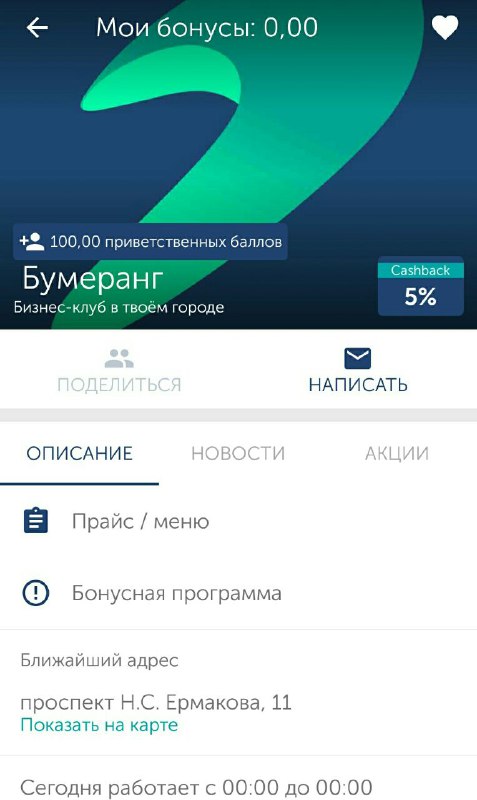 Мои бонусы: 0,00
100,00 приветственных баллов
Бумеранг
Бизнес-клуб в твоём городе
Cashback
5%
ПОДЕЛИТЬСЯ
НАПИСАТЬ
ОПИСАНИЕ
НОВОСТИ
АКЦИИ
Прайс / меню
Бонусная программа
Ближайший адрес
проспект Н.С. Ермакова, 11
Показать на карте
Сегодня работает с 00:00 до 00:00